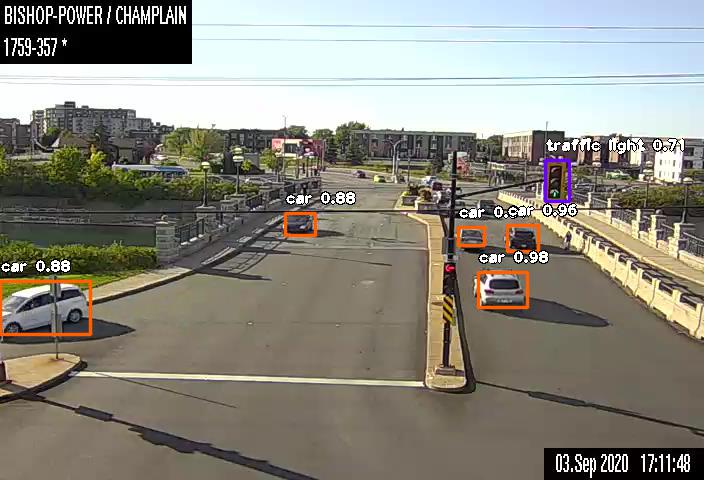 BISHOP-POWER / CHAMPLAIN
1759-357 *
traffic light 0.71
car 0.88
car 0.
car 0.96
car 0.98
car 0.88
03.Sep 2020 17:11:48